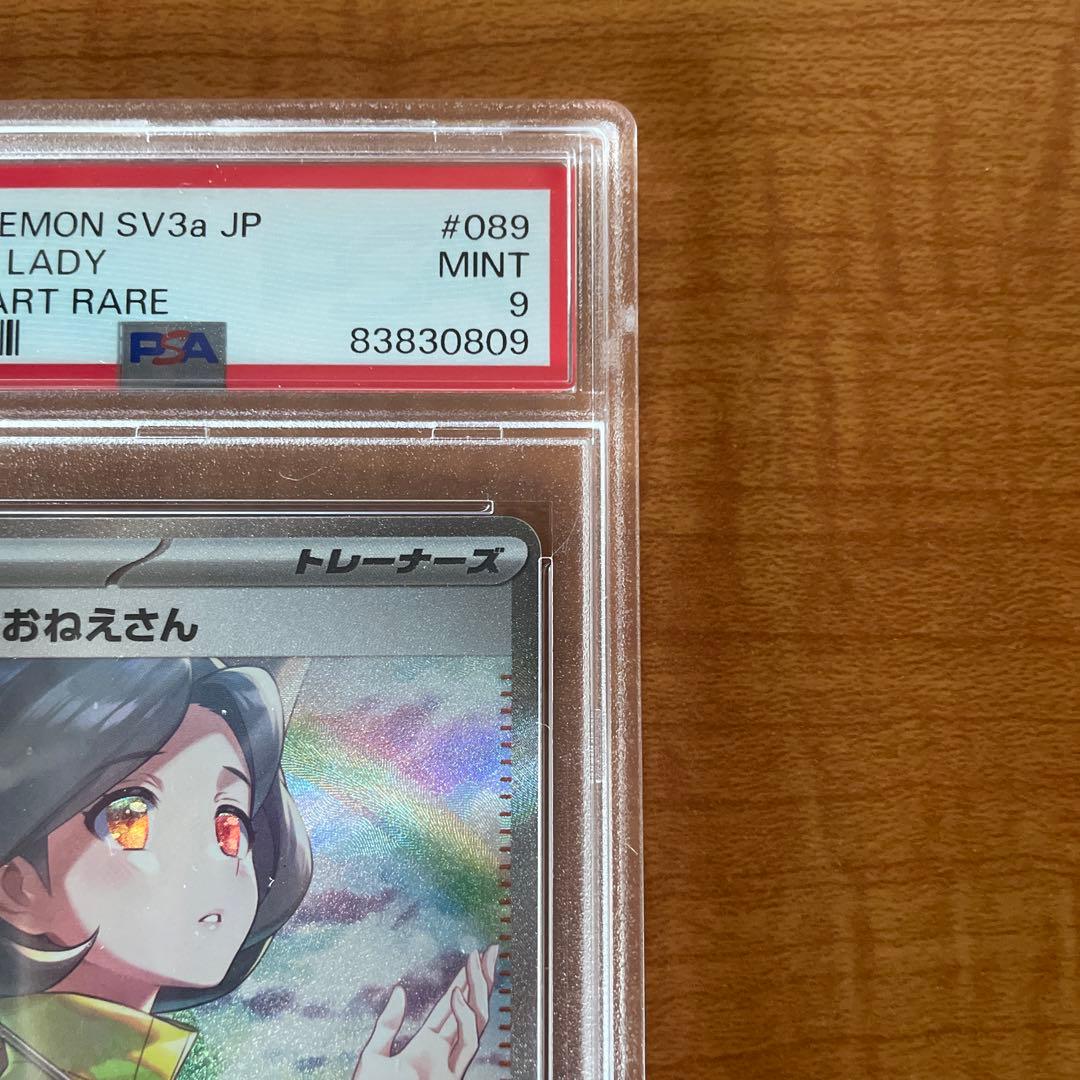 EMON SV3a JP #089
LADY MINT
ART RARE 9
PSA 83830809
トレーナーズ
おねえさん